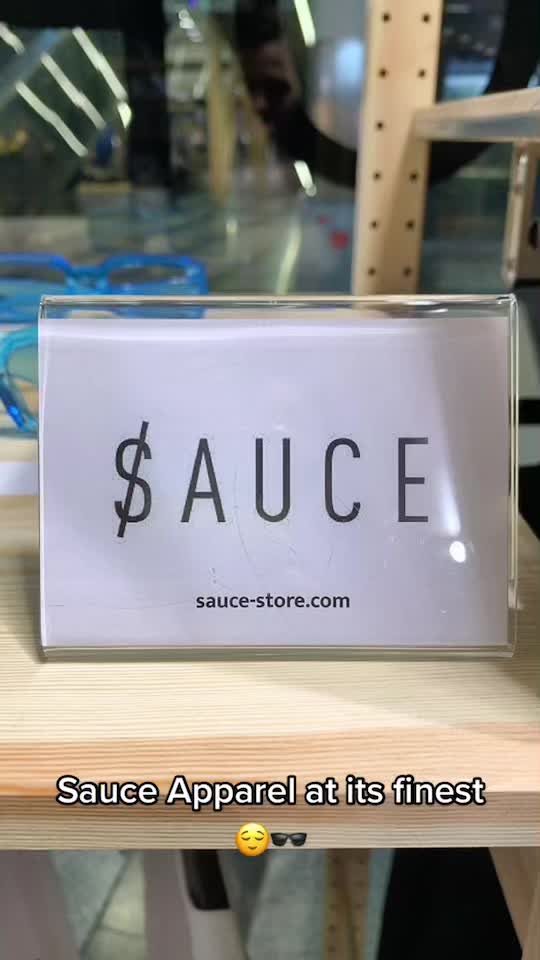 $AUCE
sauce-store.com
Sauce Apparel at its finest
😌🕶️